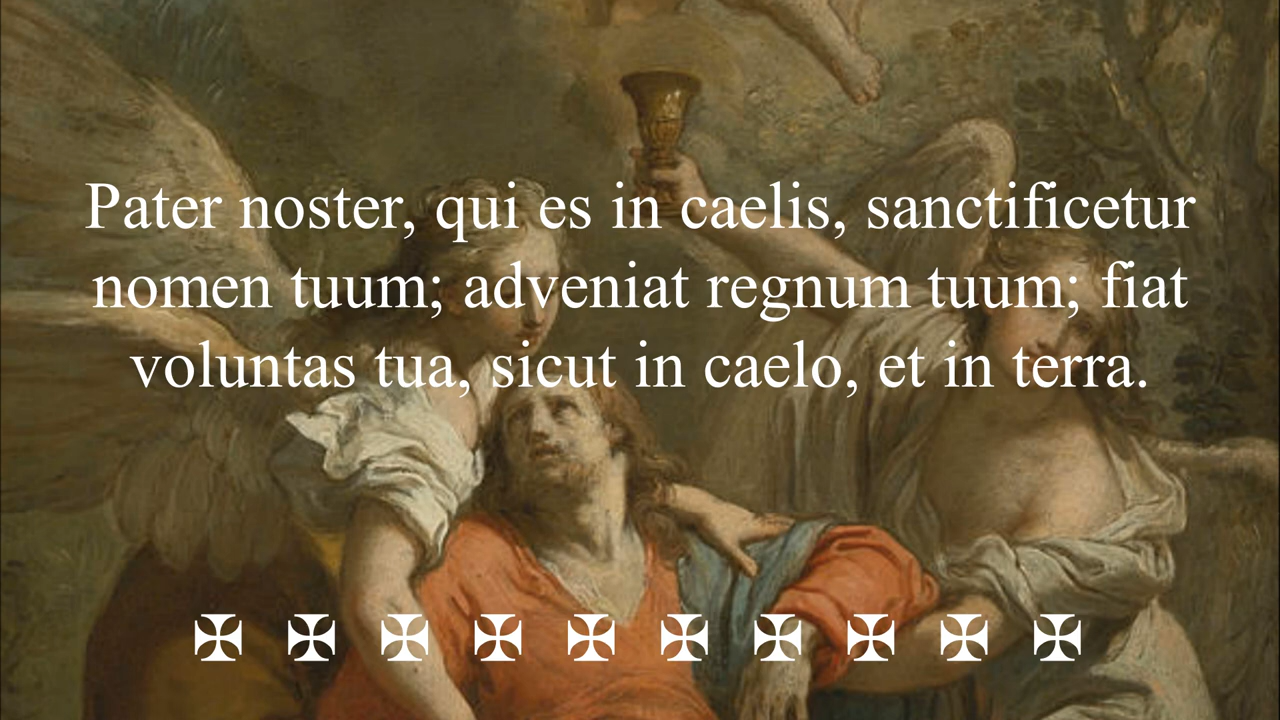 Pater noster, qui es in caelis, sanctificetur
nomen tuum; adveniat regnum tuum; fiat
voluntas tua, sicut in caelo, et in terra.
✠ ✠ ✠ ✠ ✠ ✠ ✠ ✠ ✠ ✠